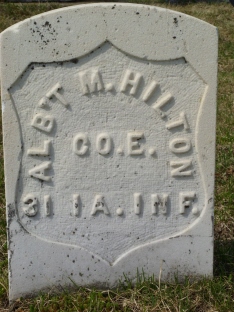 ALB'T M. HILTON
CO. E.
31 IA. INF.